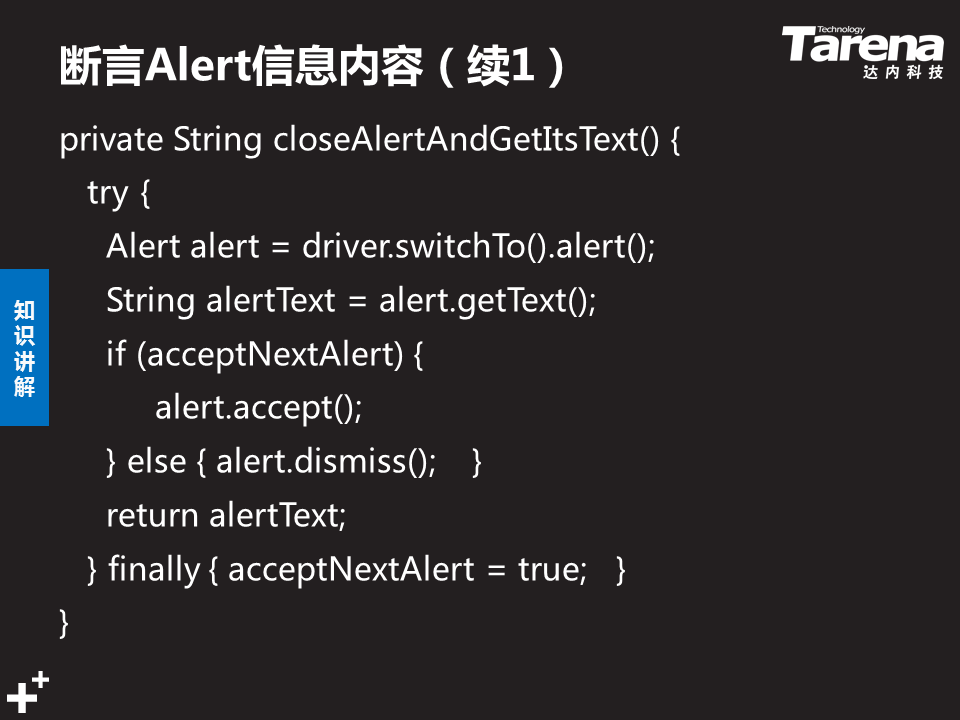 断言Alert信息内容（续1）
Technology
Tarena
达内科技
private String closeAlertAndGetItsText() {
try {
Alert alert = driver.switchTo().alert();
String alertText = alert.getText();
if (acceptNextAlert) {
alert.accept();
} else { alert.dismiss(); }
return alertText;
} finally { acceptNextAlert = true; }
}
知识讲解